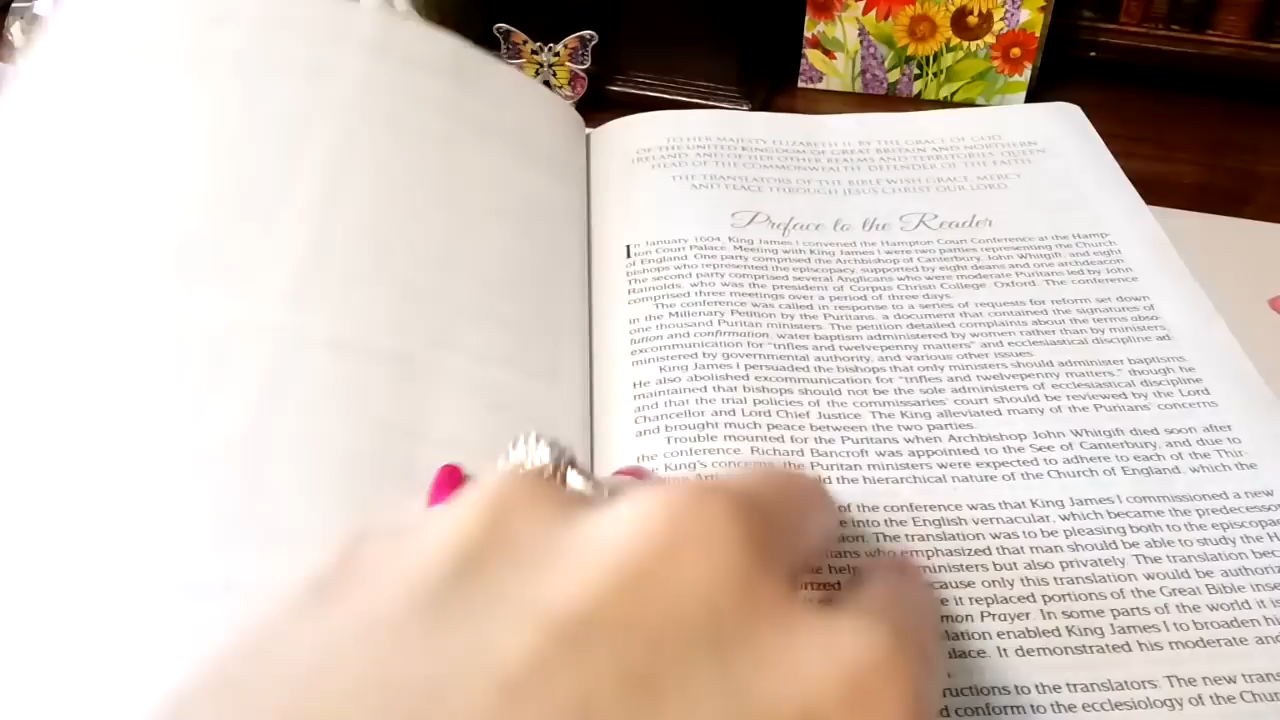 TO HER MAJESTY ELIZABETH II, BY THE GRACE OF GOD,
OF THE UNITED KINGDOM OF GREAT BRITAIN AND NORTHERN
IRELAND, AND OF HER OTHER REALMS AND TERRITORIES, QUEEN,
HEAD OF THE COMMONWEALTH, DEFENDER OF THE FAITH,
THE TRANSLATORS OF THE BIBLE WISH GRACE, MERCY
AND PEACE THROUGH JESUS CHRIST OUR LORD.
Preface to the Reader
In January 1604, King James I convened the Hampton Court Conference at the Hamp-
ton Court Palace. Meeting with King James I were two parties representing the Church
of England. One party comprised the Archbishop of Canterbury, John Whitgift, and eight
bishops who represented the episcopacy, supported by eight deans and one archdeacon.
The second party comprised several Anglicans who were moderate Puritans led by John
Rainolds, who was the president of Corpus Christi College, Oxford. The conference
comprised three meetings over a period of three days.
The conference was called in response to a series of requests for reform set down
in the Millenary Petition by the Puritans, a document that contained the signatures of
one thousand Puritan ministers. The petition detailed complaints about the terms abso-
lution and confirmation, water baptism administered by women rather than by ministers,
excommunication for "trifles and twelvepenny matters" and ecclesiastical discipline ad-
ministered by governmental authority, and various other issues.
King James I persuaded the bishops that only ministers should administer baptisms.
He also abolished excommunication for "trifles and twelvepenny matters," though he
maintained that bishops should not be the sole administers of ecclesiastical discipline
and that the trial policies of the commissaries' court should be reviewed by the Lord
Chancellor and Lord Chief Justice. The King alleviated many of the Puritans' concerns
and brought much peace between the two parties.
Trouble mounted for the Puritans when Archbishop John Whitgift died soon after
the conference. Richard Bancroft was appointed to the See of Canterbury, and due to
King's concerns, the Puritan ministers were expected to adhere to each of the Thir
the hierarchical nature of the Church of England, which the
of the conference was that King James I commissioned a new
into the English vernacular, which became the predecesso
The translation was to be pleasing both to the episcopa
who emphasized that man should be able to study the H
help ministers but also privately. The translation bec
cause only this translation would be authoriz
it replaced portions of the Great Bible inse
mon Prayer. In some parts of the world it is
lation enabled King James I to broaden hi
It demonstrated his moderate and
ructions to the translators: The new trans
d conform to the ecclesiology of the Chur